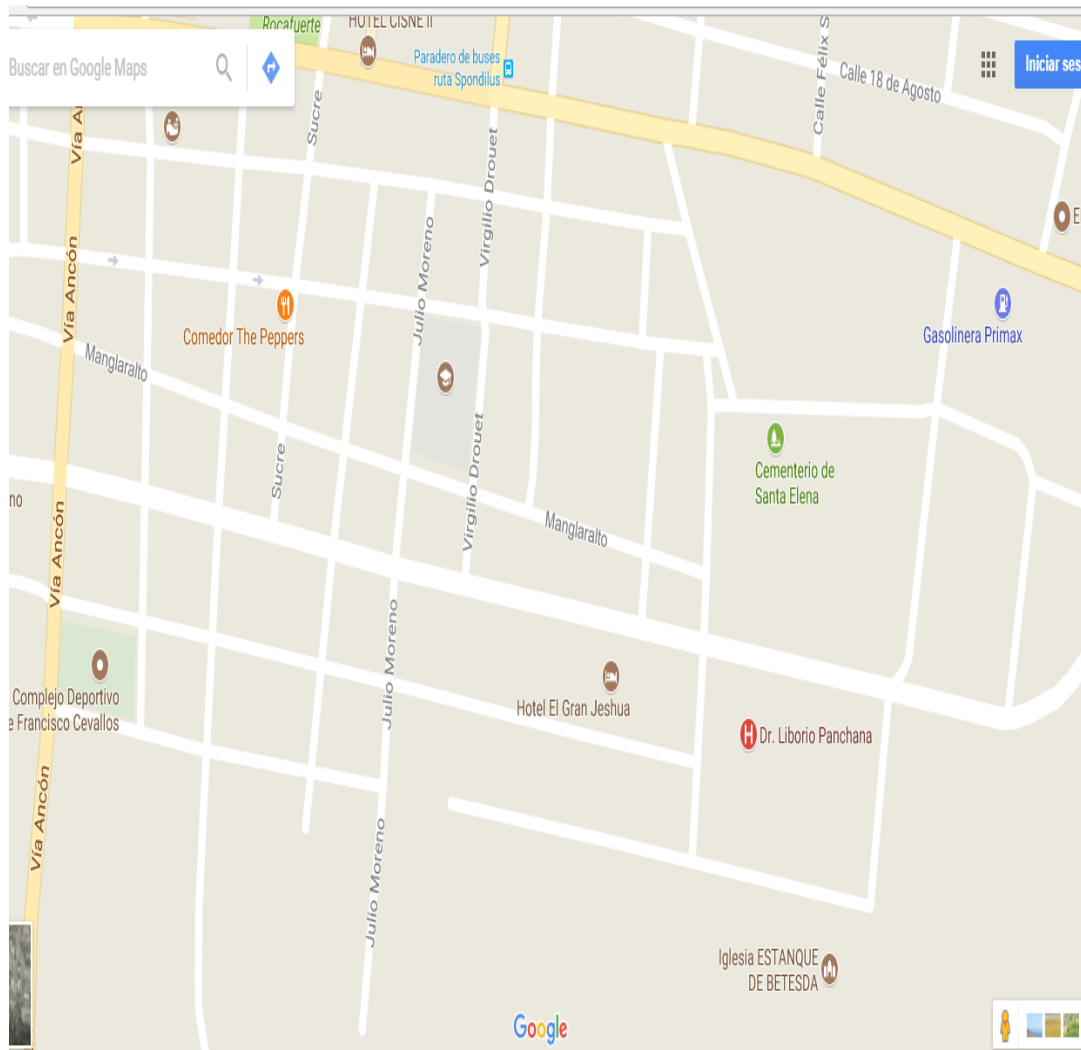 Rocafuerte
HOTEL CISNE II
Buscar en Google Maps
Paradero de buses
ruta Spondilus
Iniciar ses
Calle 18 de Agosto
Calle Félix S
Sucre
Vía An
Virgilio Drouet
E
Julio Moreno
Vía Ancón
Comedor The Peppers
Gasolinera Primax
Manglaralto
Cementerio de
Santa Elena
Sucre
Virgilio Drouet
no
Manglaralto
Vía Ancón
Julio Moreno
Complejo Deportivo
e Francisco Cevallos
Hotel El Gran Jeshua
H Dr. Liborio Panchana
Vía Ancón
Julio Moreno
Iglesia ESTANQUE
DE BETESDA
Google